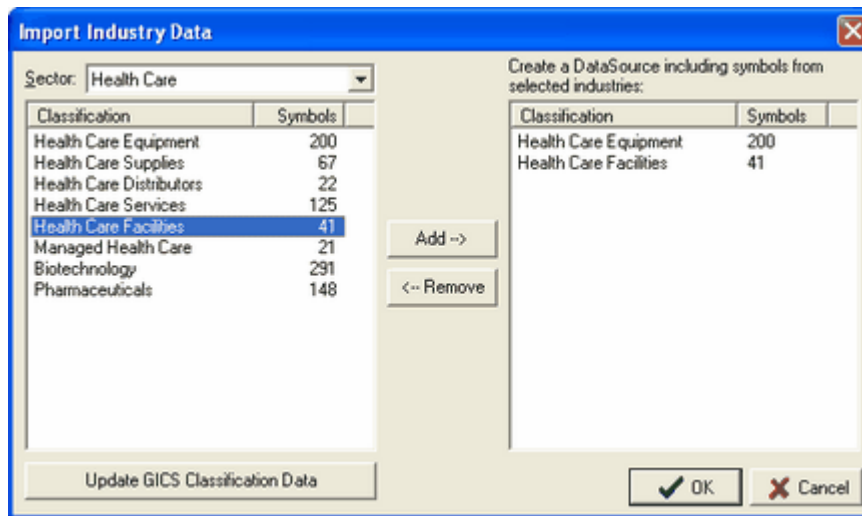 Import Industry Data
Sector: Health Care
Classification Symbols
Health Care Equipment 200
Health Care Supplies 67
Health Care Distributors 22
Health Care Services 125
Health Care Facilities 41
Managed Health Care 21
Biotechnology 291
Pharmaceuticals 148
Update GICS Classification Data
Add -->
<-- Remove
Create a DataSource including symbols from
selected industries:
Classification Symbols
Health Care Equipment 200
Health Care Facilities 41
OK
Cancel